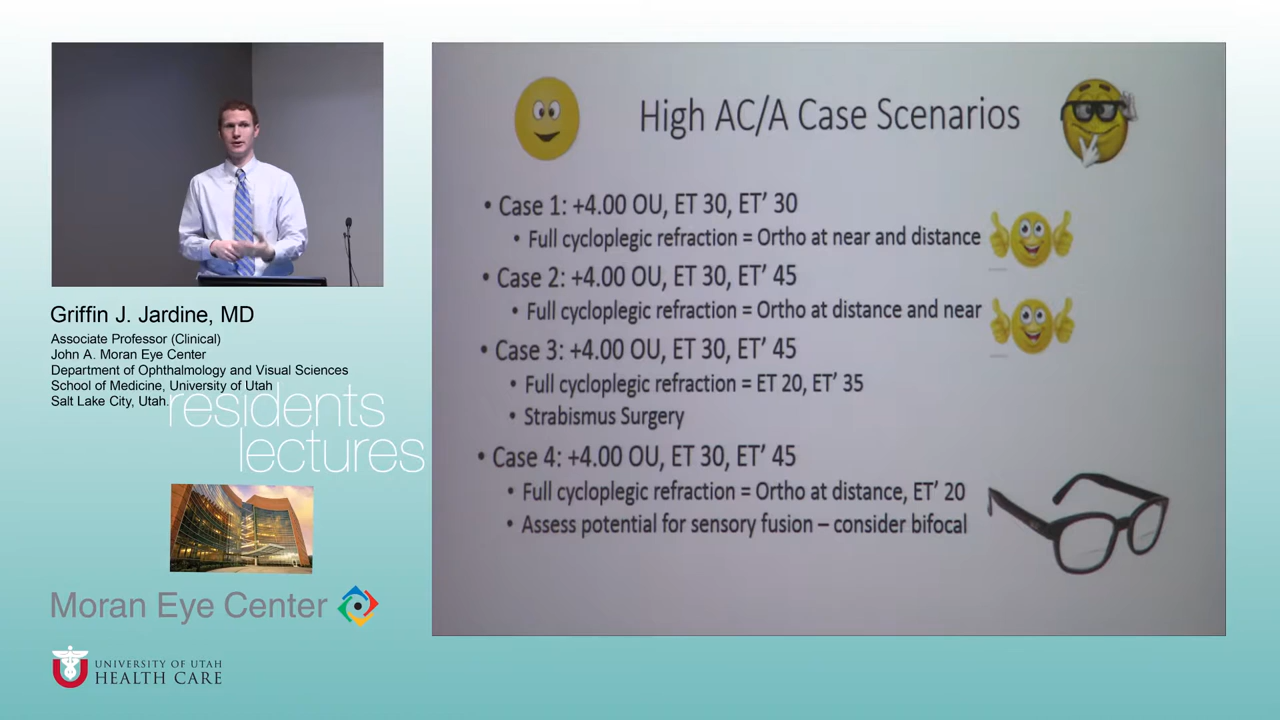 High AC/A Case Scenarios
• Case 1: +4.00 OU, ET 30, ET’ 30
• Full cycloplegic refraction = Ortho at near and distance
• Case 2: +4.00 OU, ET 30, ET’ 45
• Full cycloplegic refraction = Ortho at distance and near
• Case 3: +4.00 OU, ET 30, ET’ 45
• Full cycloplegic refraction = ET 20, ET’ 35
• Strabismus Surgery
• Case 4: +4.00 OU, ET 30, ET’ 45
• Full cycloplegic refraction = Ortho at distance, ET’ 20
• Assess potential for sensory fusion – consider bifocal
Griffin J. Jardine, MD
Associate Professor (Clinical)
John A. Moran Eye Center
Department of Ophthalmology and Visual Sciences
School of Medicine, University of Utah
Salt Lake City, Utah.
residents
lectures
Moran Eye Center
UNIVERSITY OF UTAH
HEALTH CARE